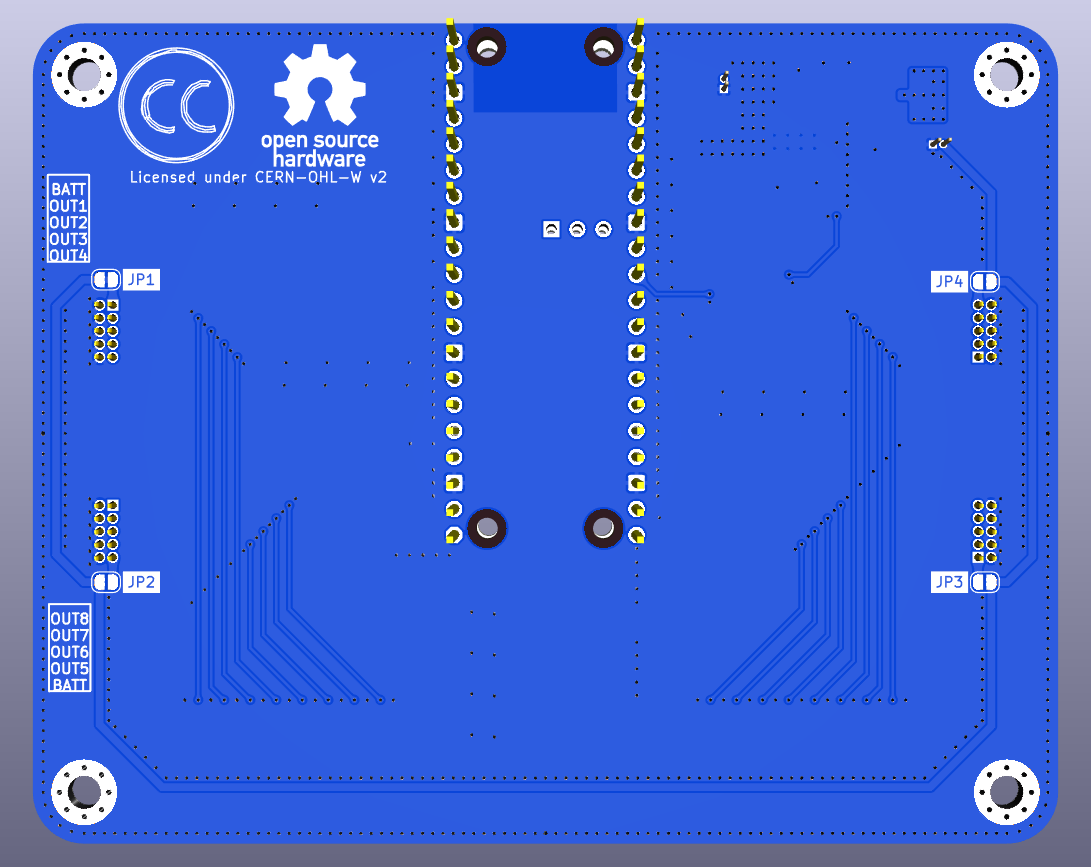 CC
open source
hardware
Licensed under CERN-OHL-W v2
BATT
OUT1
OUT2
OUT3
OUT4
JP1
JP4
JP2
JP3
OUT8
OUT7
OUT6
OUT5
BATT